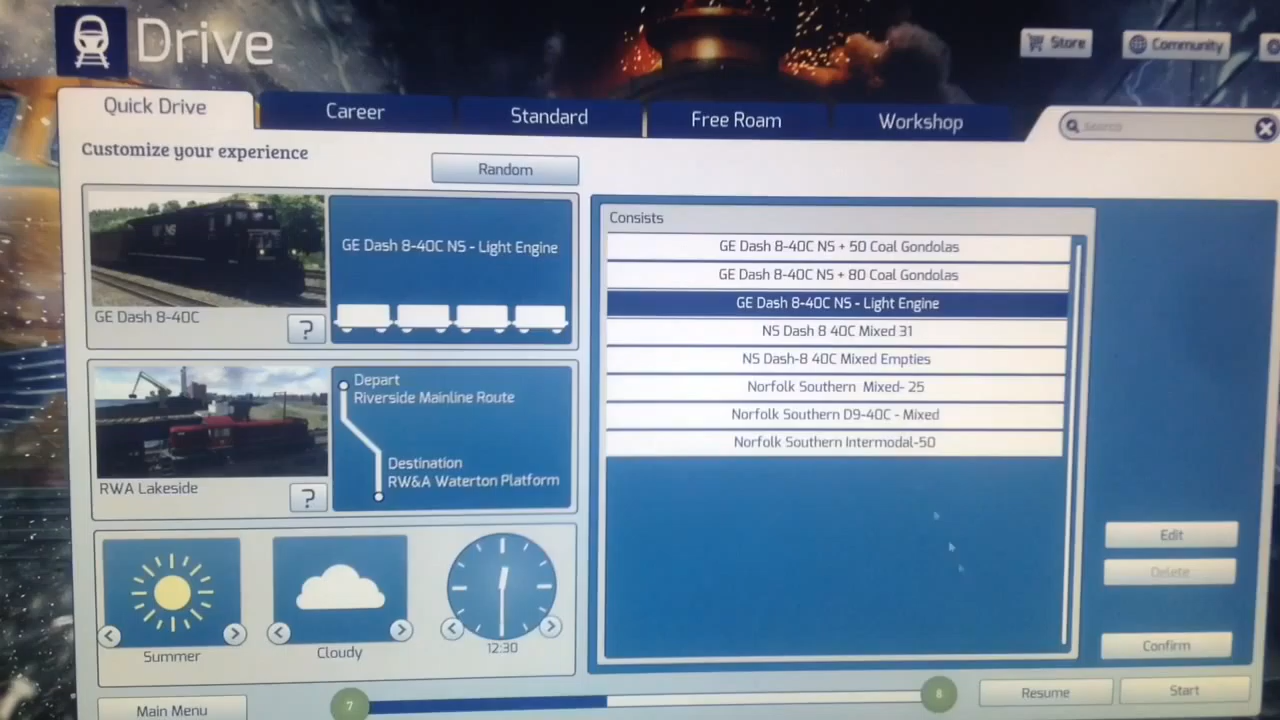 Drive
Store
Community
Quick Drive
Career
Standard
Free Roam
Workshop
Search
Customize your experience
Random
NS
GE Dash 8-40C
?
GE Dash 8-40C NS - Light Engine
Consists
GE Dash 8-40C NS + 50 Coal Gondolas
GE Dash 8-40C NS + 80 Coal Gondolas
GE Dash 8-40C NS - Light Engine
NS Dash 8 40C Mixed 31
NS Dash-8 40C Mixed Empties
Norfolk Southern Mixed- 25
Norfolk Southern D9-40C - Mixed
Norfolk Southern Intermodal-50
RWA Lakeside
?
Depart
Riverside Mainline Route
Destination
RW&A Waterton Platform
Summer
Cloudy
12:30
Edit
Delete
Confirm
Main Menu
7
8
Resume
Start